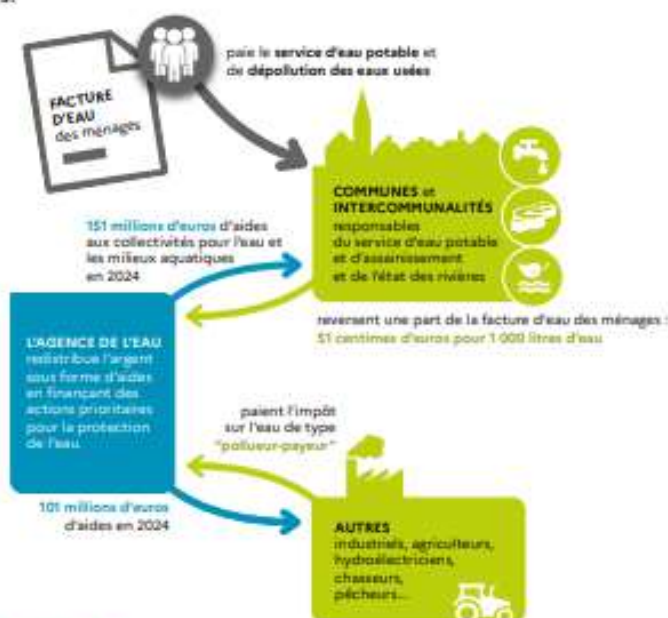 paie le service d'eau potable et
de dépollution des eaux usées
FACTURE
D'EAU
des ménages
COMMUNES et
INTERCOMMUNALITÉS
responsables
du service d'eau potable
et d'assainissement
et de l'état des rivières
151 millions d'euros d'aides
aux collectivités pour l'eau et
les milieux aquatiques
en 2024
reversent une part de la facture d'eau des ménages :
51 centimes d'euros pour 1 000 litres d'eau
L'AGENCE DE L'EAU
redistribue l'argent
sous forme d'aides
en finançant des
actions prioritaires
pour la protection
de l'eau
paient l'impôt
sur l'eau de type
"pollueur-payeur"
101 millions d'euros
d'aides en 2024
AUTRES
industriels, agriculteurs,
hydroélectriciens,
chasseurs,
pêcheurs...